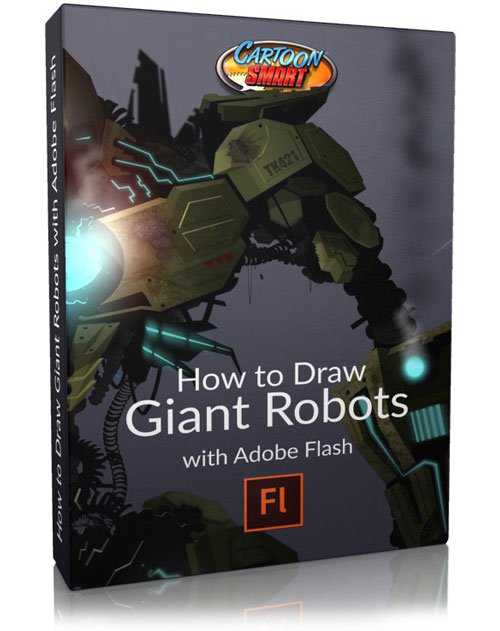 CARTOON
SMART
TK421
How to Draw
Giant Robots
with Adobe Flash
Fl
How to Draw Giant Robots with Adobe Flash